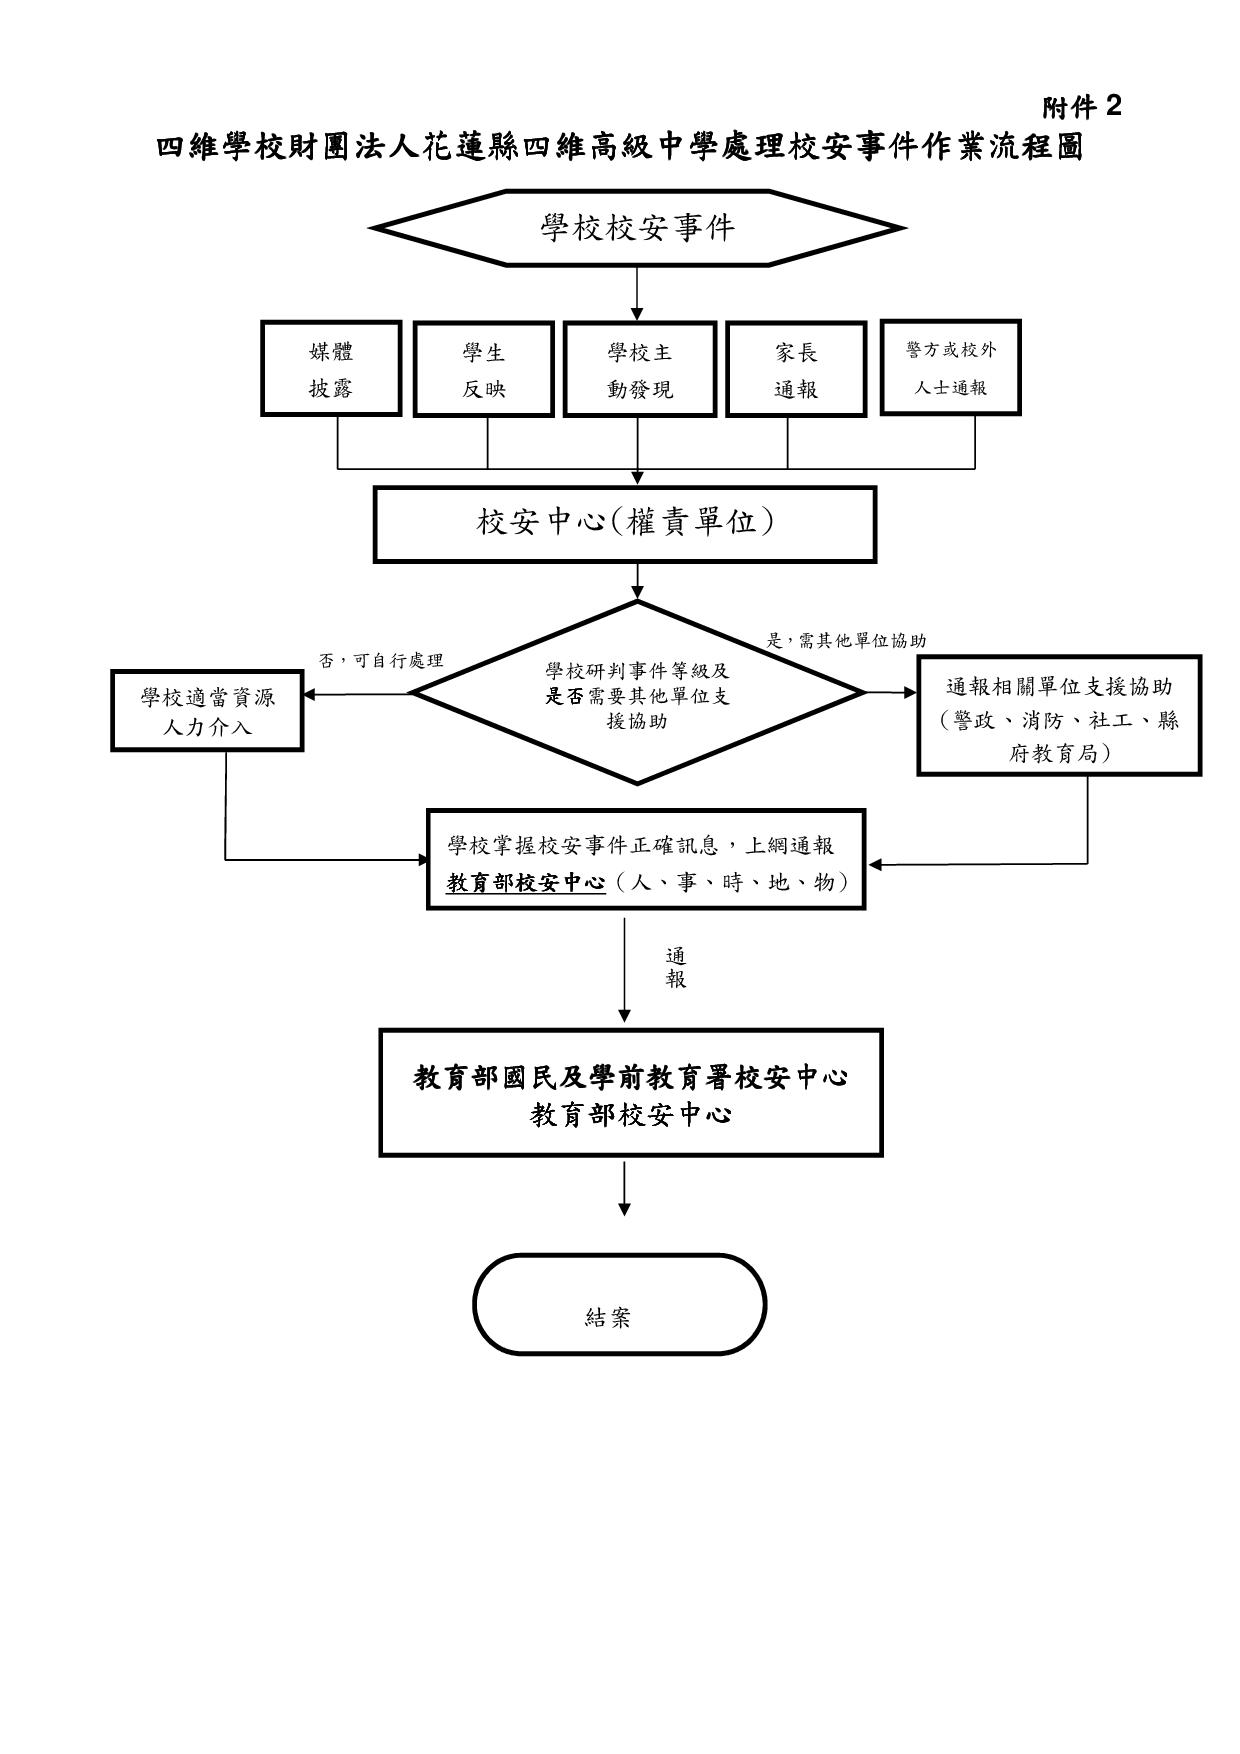 附件 2
四維學校財團法人花蓮縣四維高級中學處理校安事件作業流程圖
學校校安事件
媒體
披露
學生
反映
學校主
動發現
家長
通報
警方或校外
人士通報
校安中心(權責單位)
否，可自行處理
是，需其他單位協助
學校適當資源
人力介入
學校研判事件等級及
是否需要其他單位支
援協助
通報相關單位支援協助
（警政、消防、社工、縣
府教育局）
學校掌握校安事件正確訊息，上網通報
教育部校安中心（人、事、時、地、物）
通
報
教育部國民及學前教育署校安中心
教育部校安中心
結案